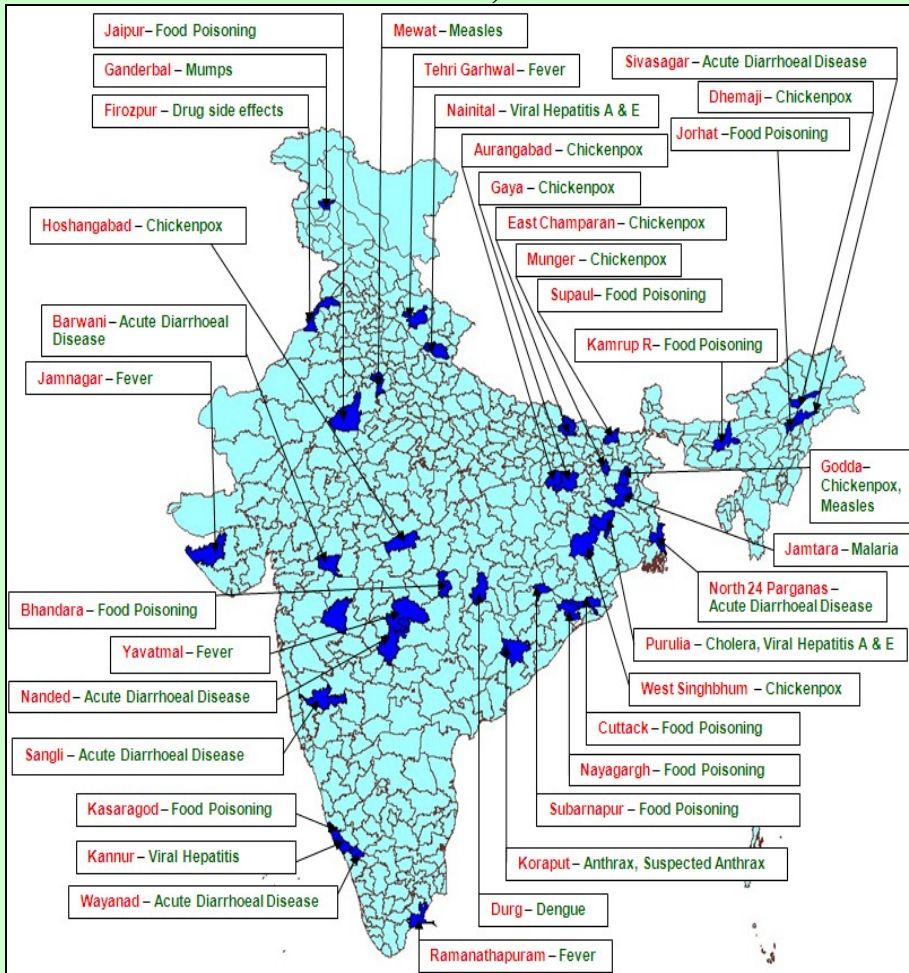 Jaipur– Food Poisoning
Mewat – Measles
Ganderbal – Mumps
Tehri Garhwal – Fever
Sivasagar – Acute Diarrhoeal Disease
Firozpur – Drug side effects
Nainital – Viral Hepatitis A & E
Dhemaji – Chickenpox
Aurangabad – Chickenpox
Jorhat –Food Poisoning
Gaya – Chickenpox
East Champaran – Chickenpox
Hoshangabad – Chickenpox
Munger – Chickenpox
Supaul– Food Poisoning
Barwani – Acute Diarrhoeal
Disease
Kamrup R – Food Poisoning
Jamnagar – Fever
Godda–
Chickenpox,
Measles
Jamtara – Malaria
North 24 Parganas –
Acute Diarrhoeal Disease
Bhandara – Food Poisoning
Purulia – Cholera, Viral Hepatitis A & E
Yavatmal – Fever
West Singhbhum – Chickenpox
Nanded – Acute Diarrhoeal Disease
Cuttack – Food Poisoning
Sangli – Acute Diarrhoeal Disease
Nayagargh – Food Poisoning
Kasaragod – Food Poisoning
Subarnapur – Food Poisoning
Kannur – Viral Hepatitis
Koraput – Anthrax, Suspected Anthrax
Wayanad – Acute Diarrhoeal Disease
Durg – Dengue
Ramanathapuram – Fever